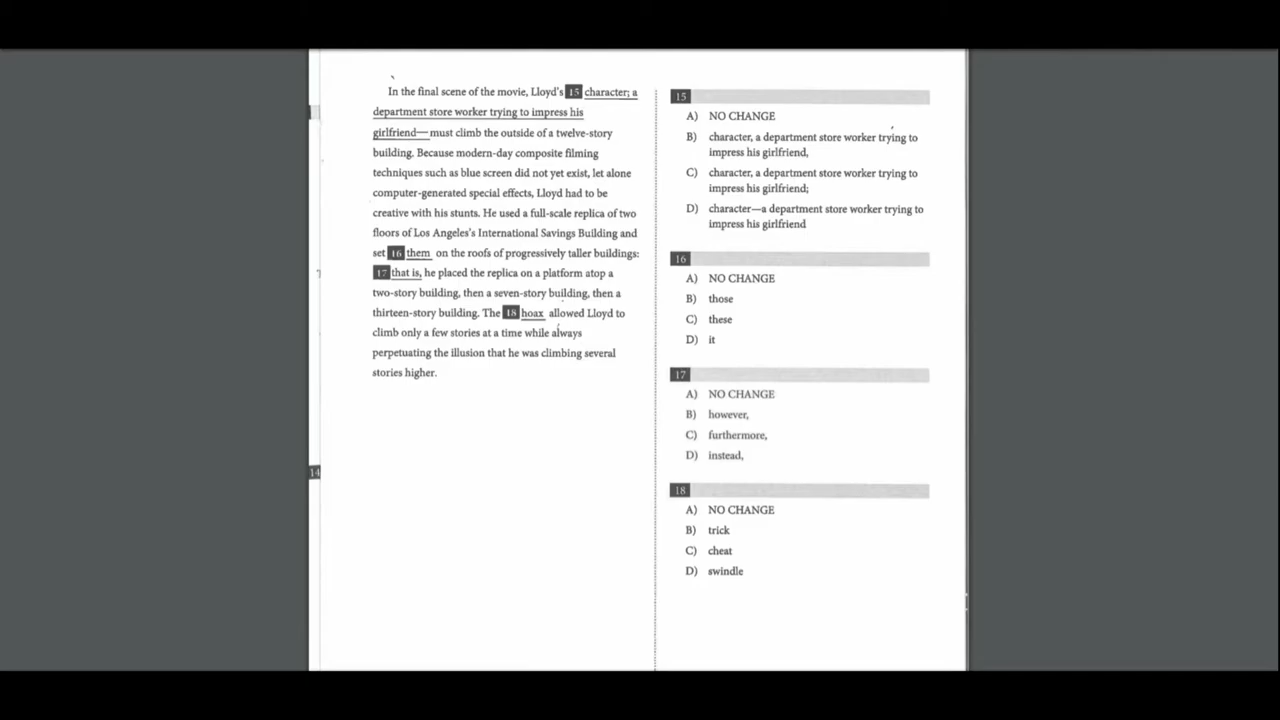 In the final scene of the movie, Lloyd's 15 character; a
department store worker trying to impress his
girlfriend—must climb the outside of a twelve-story
building. Because modern-day composite filming
techniques such as blue screen did not yet exist, let alone
computer-generated special effects, Lloyd had to be
creative with his stunts. He used a full-scale replica of two
floors of Los Angeles's International Savings Building and
set 16 them on the roofs of progressively taller buildings:
17 that is, he placed the replica on a platform atop a
two-story building, then a seven-story building, then a
thirteen-story building. The 18 hoax allowed Lloyd to
climb only a few stories at a time while always
perpetuating the illusion that he was climbing several
stories higher.
14
15
A) NO CHANGE
B) character, a department store worker trying to
impress his girlfriend,
C) character, a department store worker trying to
impress his girlfriend;
D) character—a department store worker trying to
impress his girlfriend
16
A) NO CHANGE
B) those
C) these
D) it
17
A) NO CHANGE
B) however,
C) furthermore,
D) instead,
18
A) NO CHANGE
B) trick
C) cheat
D) swindle